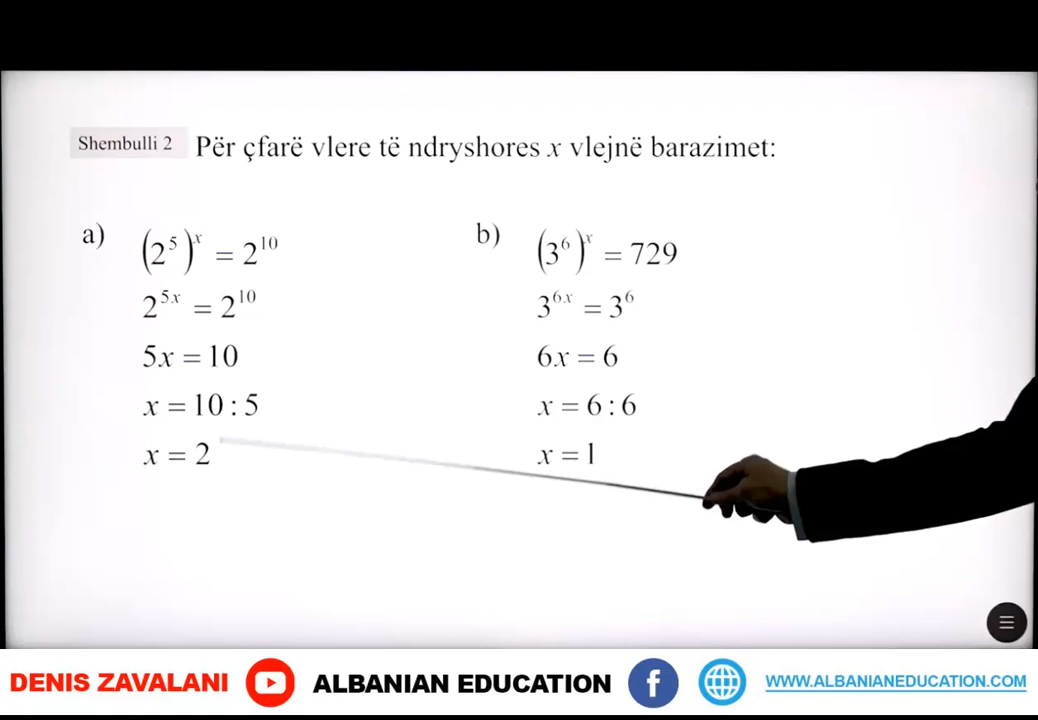 Shembulli 2 Për çfarë vlere të ndryshores x vlejnë barazimet:
a) (2⁵)ˣ = 2¹⁰
2⁵ˣ = 2¹⁰
5x = 10
x = 10 : 5
x = 2
b) (3⁶)ˣ = 729
3⁶ˣ = 3⁶
6x = 6
x = 6 : 6
x = 1
DENIS ZAVALANI ALBANIAN EDUCATION WWW.ALBANIANEDUCATION.COM